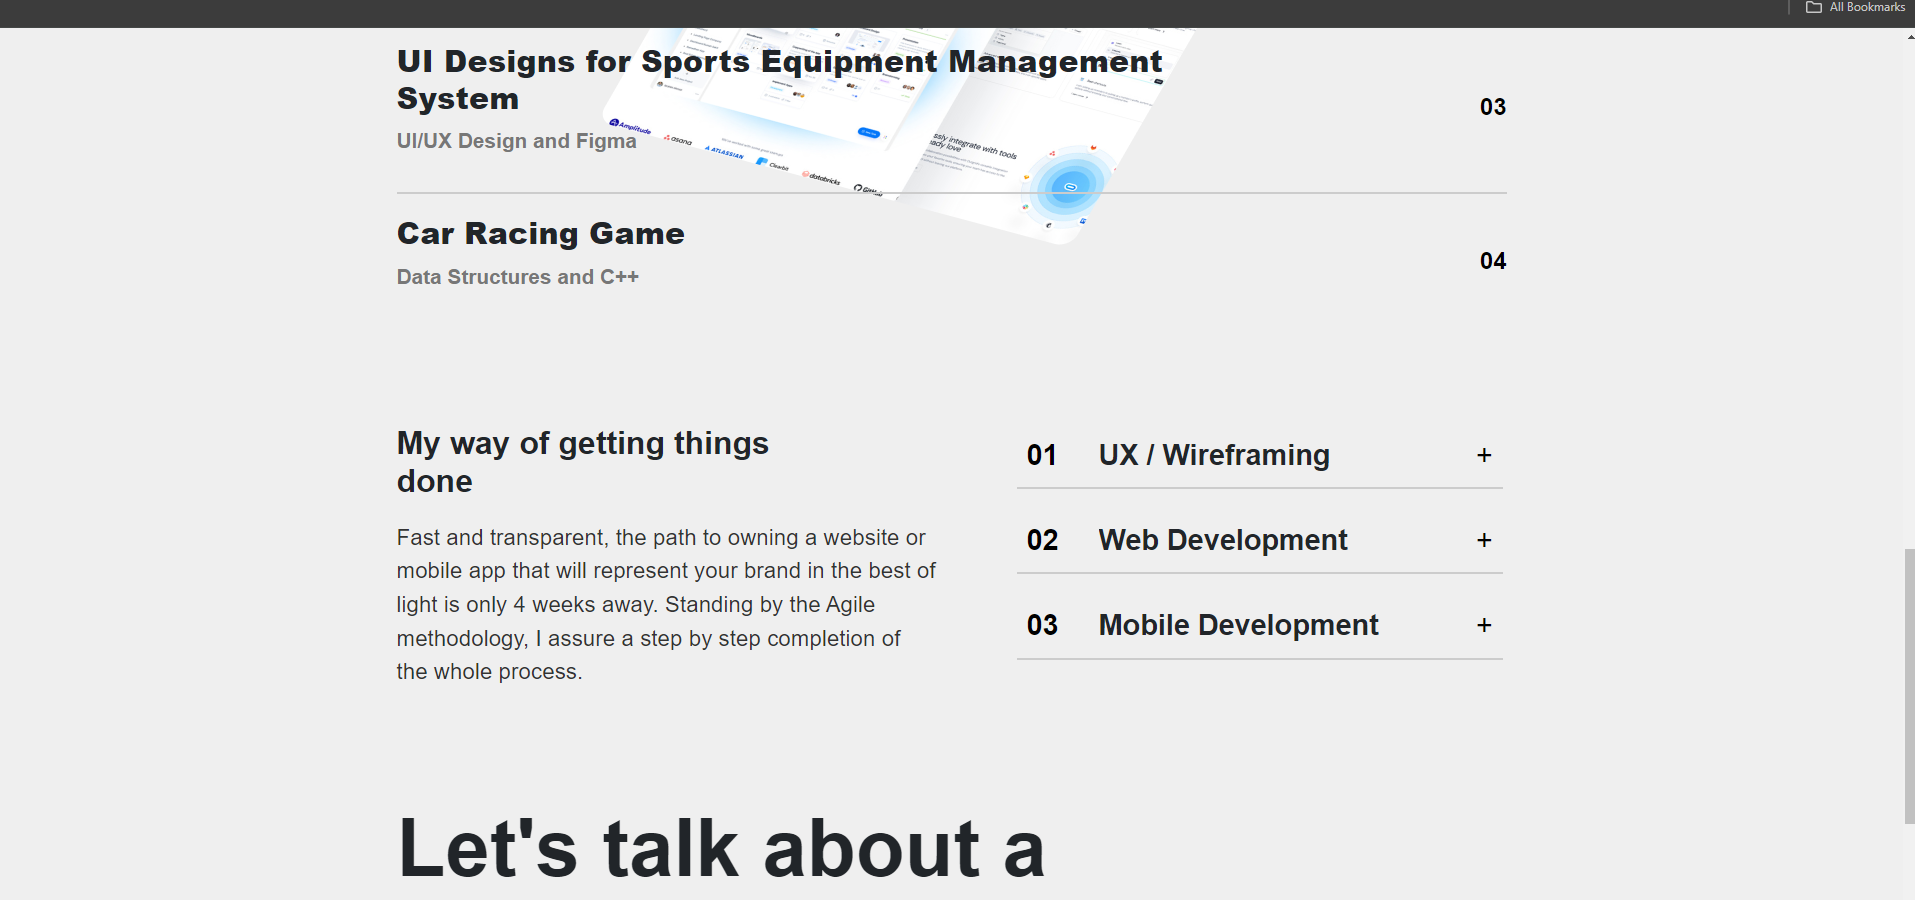 All Bookmarks
UI Designs for Sports Equipment Management
System
03
UI/UX Design and Figma
Amplitude
asana
ATLASSIAN
Clearbit
databricks
GitHub
ssly integrate with tools
ady love
Car Racing Game
04
Data Structures and C++
My way of getting things
done
Fast and transparent, the path to owning a website or
mobile app that will represent your brand in the best of
light is only 4 weeks away. Standing by the Agile
methodology, I assure a step by step completion of
the whole process.
01 UX / Wireframing +
02 Web Development +
03 Mobile Development +
Let's talk about a